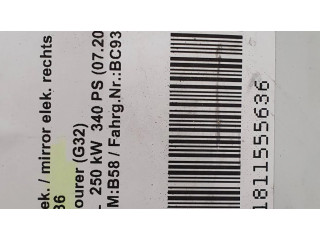 ek. / mirror elek. rechts
36
ourer (G32)
L 250 kW 340 PS (07.20
M:B58 / Fahrg.Nr.:BC93
1811555636